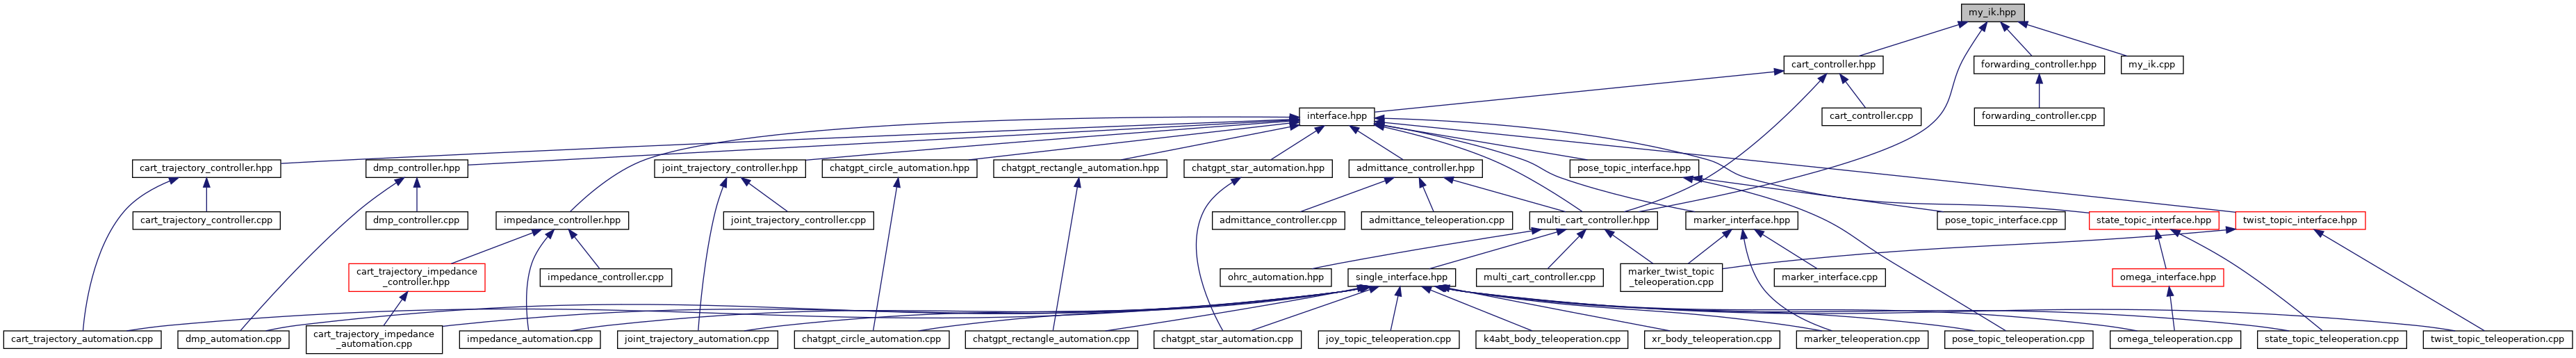 my_ik.hpp
cart_controller.hpp
forwarding_controller.hpp
my_ik.cpp
interface.hpp
cart_controller.cpp
forwarding_controller.cpp
cart_trajectory_controller.hpp
dmp_controller.hpp
joint_trajectory_controller.hpp
chatgpt_circle_automation.hpp
chatgpt_rectangle_automation.hpp
chatgpt_star_automation.hpp
admittance_controller.hpp
pose_topic_interface.hpp
cart_trajectory_controller.cpp
dmp_controller.cpp
impedance_controller.hpp
joint_trajectory_controller.cpp
admittance_controller.cpp
admittance_teleoperation.cpp
multi_cart_controller.hpp
marker_interface.hpp
pose_topic_interface.cpp
state_topic_interface.hpp
twist_topic_interface.hpp
cart_trajectory_impedance
_controller.hpp
impedance_controller.cpp
ohrc_automation.hpp
single_interface.hpp
multi_cart_controller.cpp
marker_twist_topic
_teleoperation.cpp
marker_interface.cpp
omega_interface.hpp
cart_trajectory_automation.cpp
dmp_automation.cpp
cart_trajectory_impedance
_automation.cpp
impedance_automation.cpp
joint_trajectory_automation.cpp
chatgpt_circle_automation.cpp
chatgpt_rectangle_automation.cpp
chatgpt_star_automation.cpp
joy_topic_teleoperation.cpp
k4abt_body_teleoperation.cpp
xr_body_teleoperation.cpp
marker_teleoperation.cpp
pose_topic_teleoperation.cpp
omega_teleoperation.cpp
state_topic_teleoperation.cpp
twist_topic_teleoperation.cpp